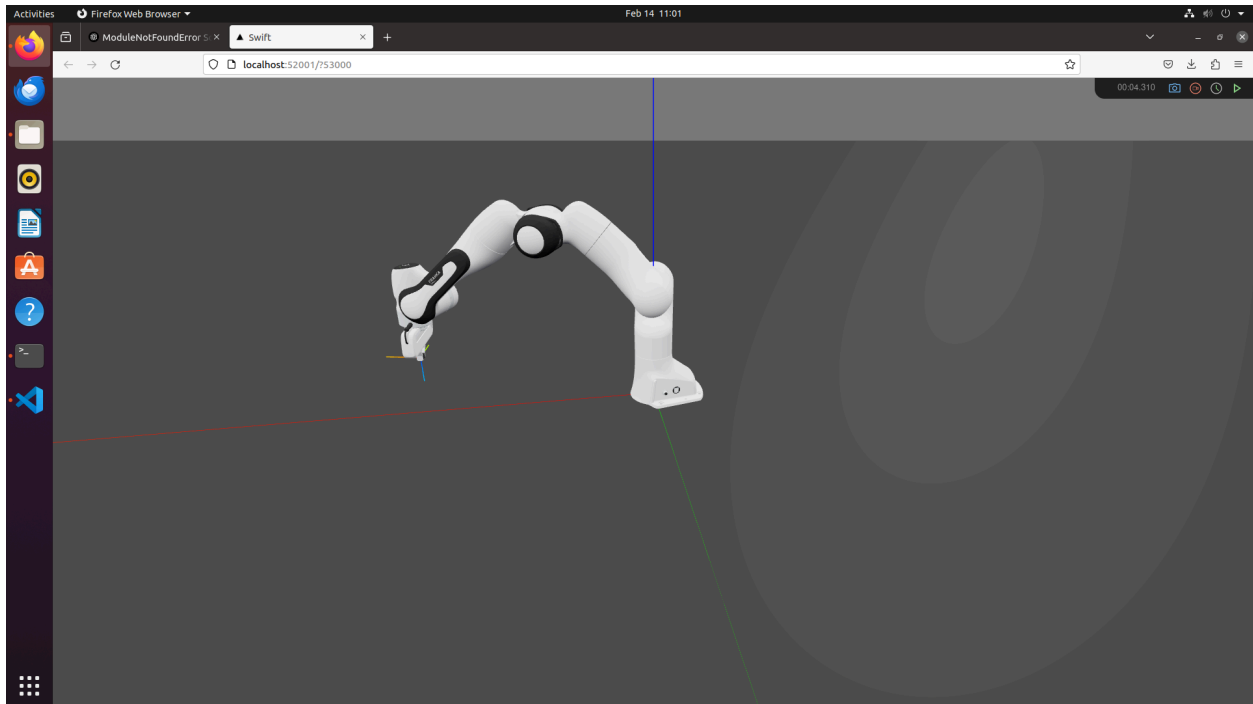 Activities Firefox Web Browser Feb 14 11:01
ModuleNotFoundError S Swift
localhost:52001/?53000
00:04.310